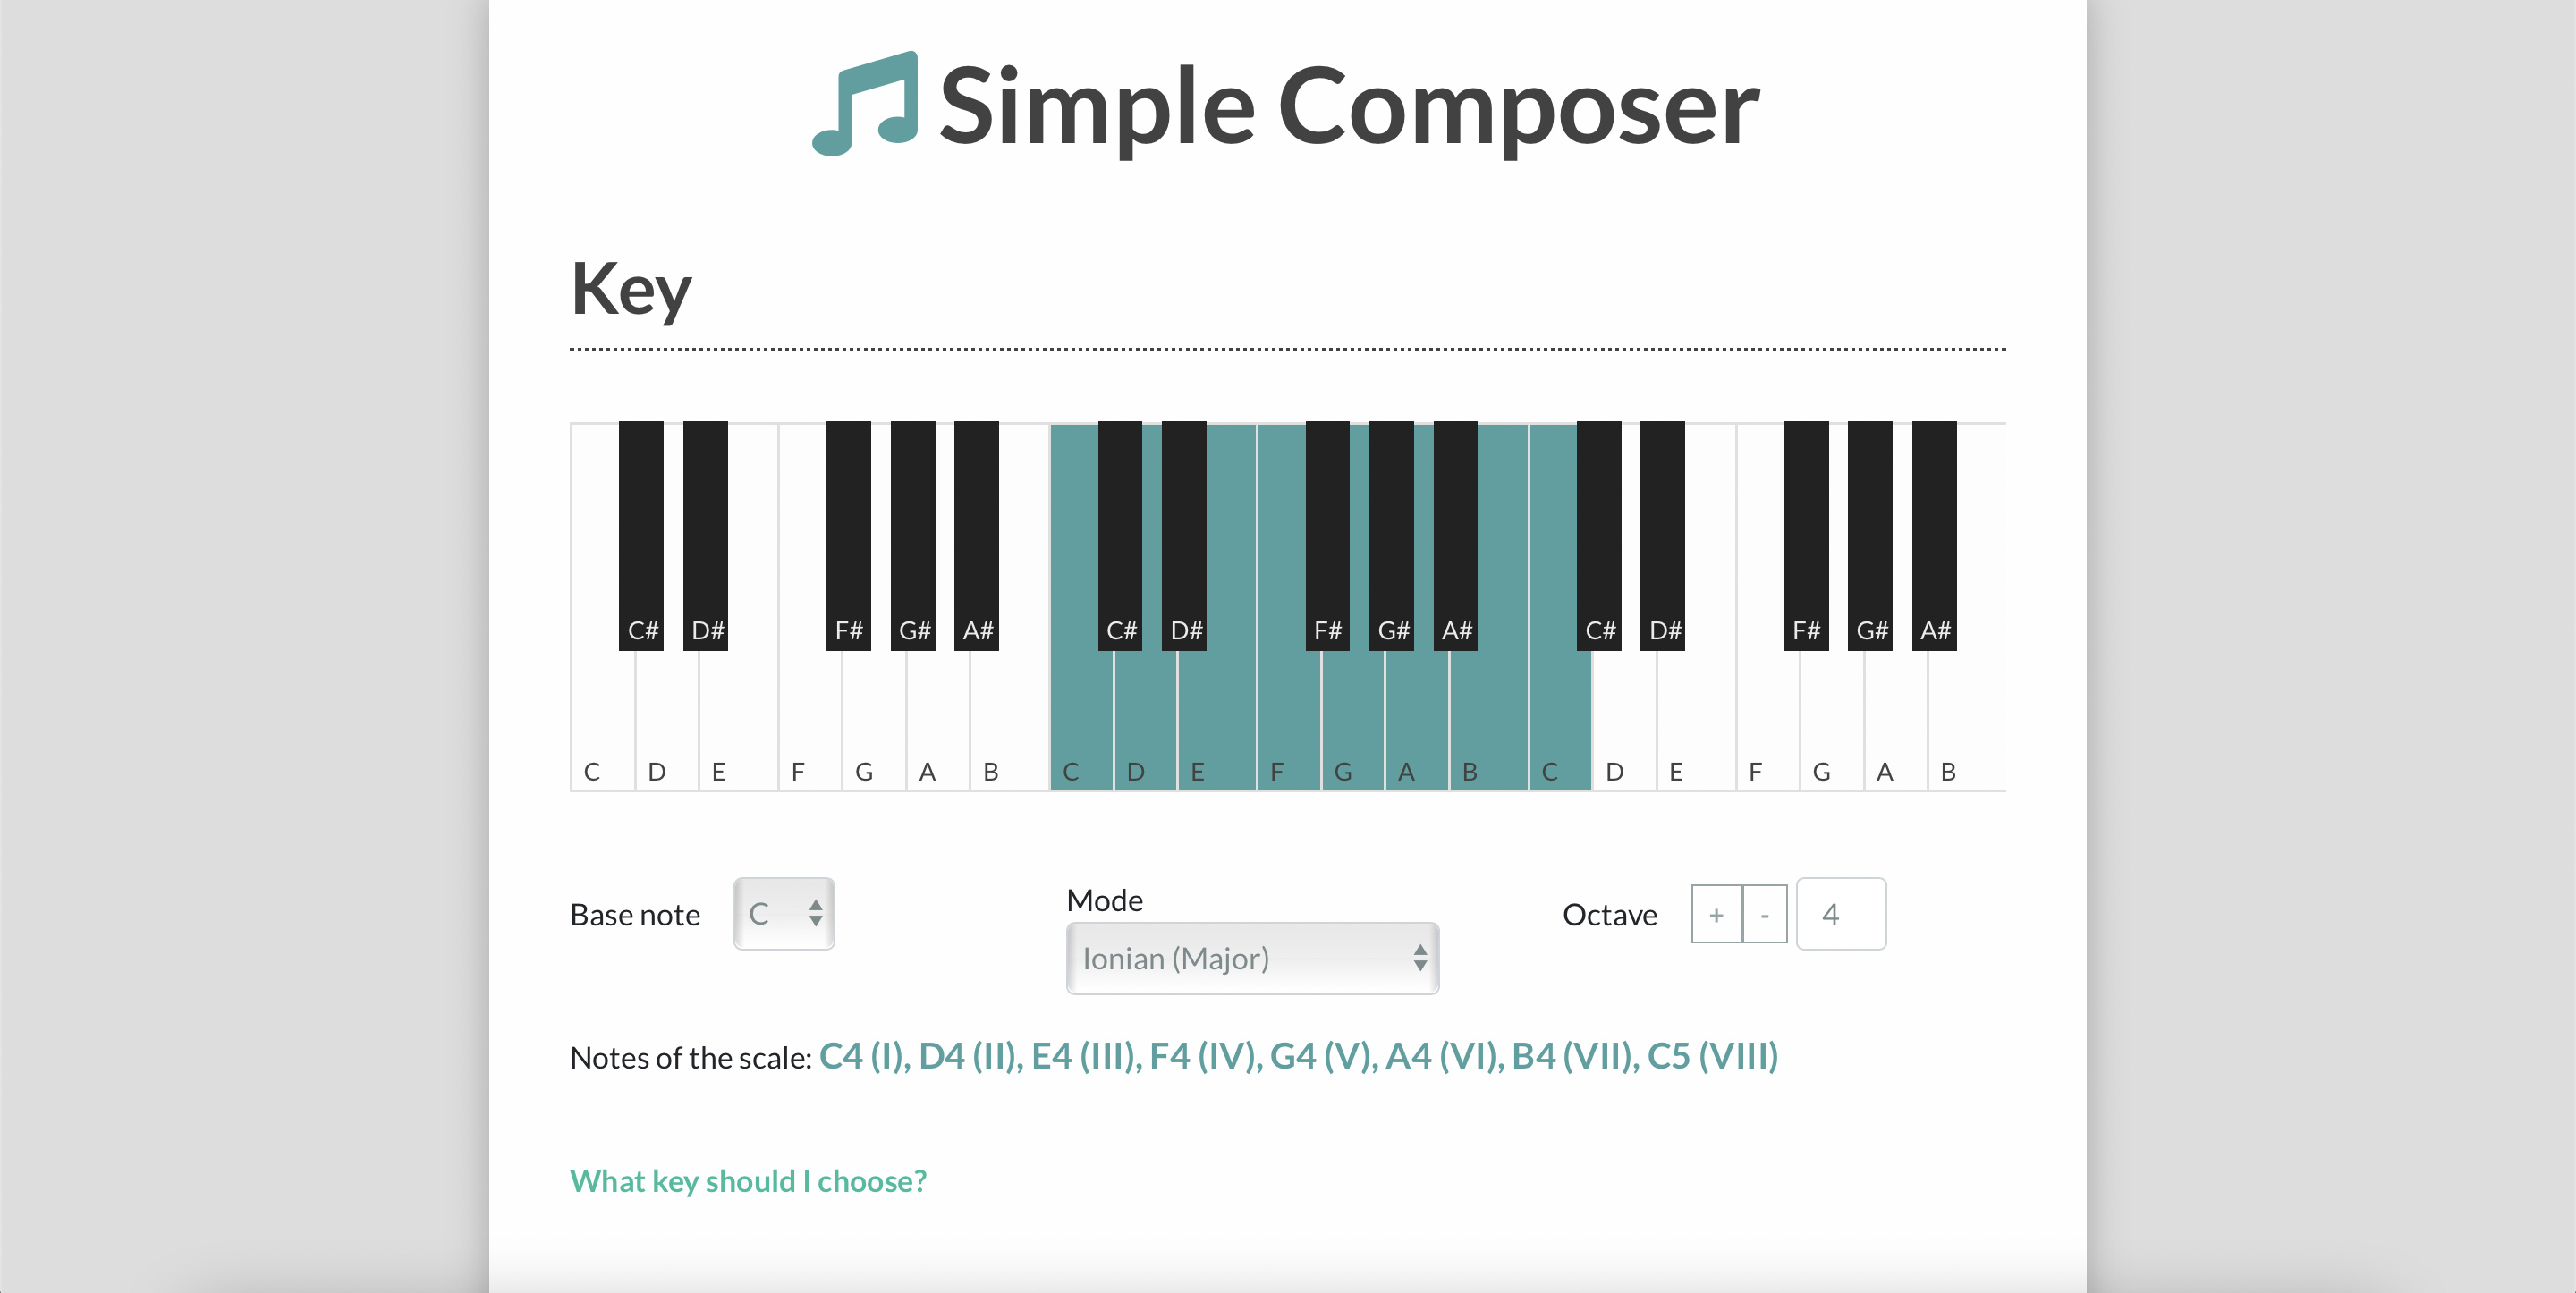 Simple Composer
Key
C# D# F# G# A# C# D# F# G# A# C# D# F# G# A#
C D E F G A B C D E F G A B C D E F G A B
Base note C
Mode
Ionian (Major)
Octave + - 4
Notes of the scale: C4 (I), D4 (II), E4 (III), F4 (IV), G4 (V), A4 (VI), B4 (VII), C5 (VIII)
What key should I choose?